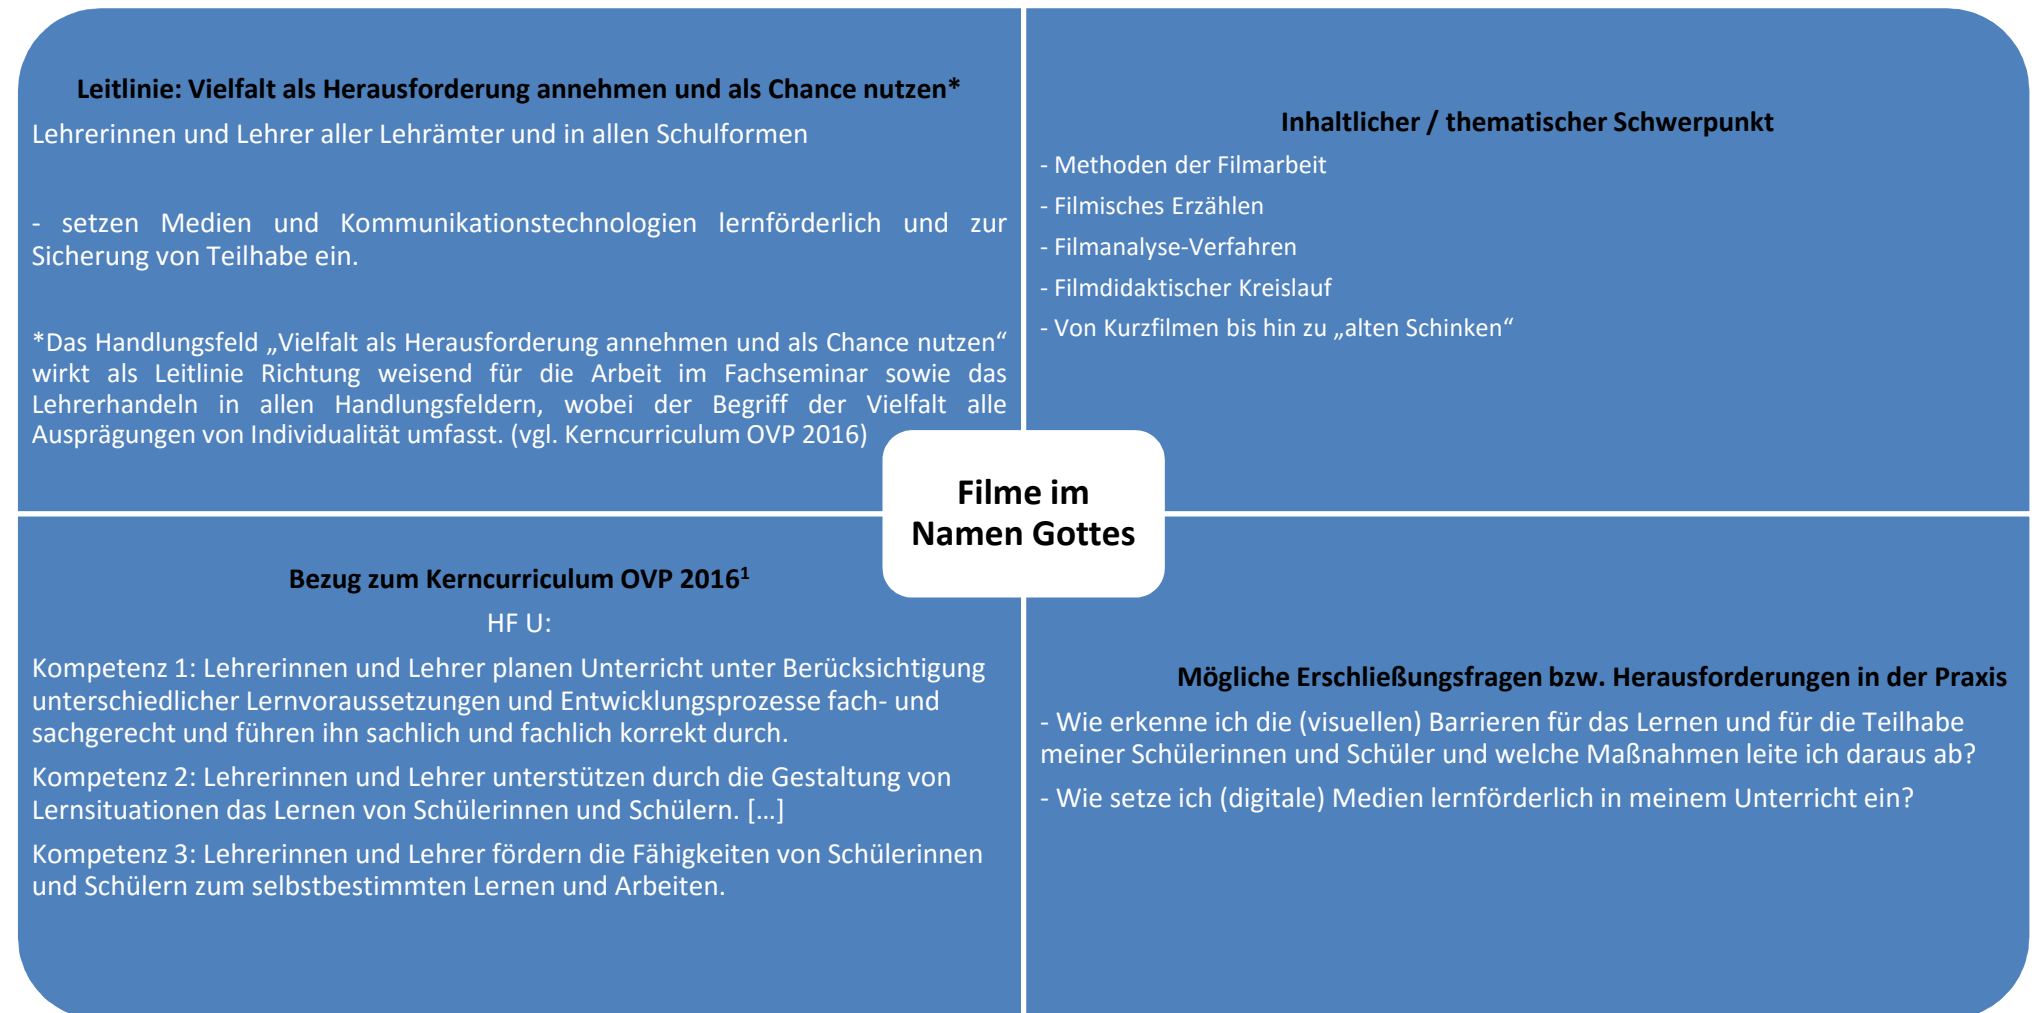 Leitlinie: Vielfalt als Herausforderung annehmen und als Chance nutzen*
Lehrerinnen und Lehrer aller Lehrämter und in allen Schulformen
- setzen Medien und Kommunikationstechnologien lernförderlich und zur
Sicherung von Teilhabe ein.
*Das Handlungsfeld „Vielfalt als Herausforderung annehmen und als Chance nutzen“
wirkt als Leitlinie Richtung weisend für die Arbeit im Fachseminar sowie das
Lehrerhandeln in allen Handlungsfeldern, wobei der Begriff der Vielfalt alle
Ausprägungen von Individualität umfasst. (vgl. Kerncurriculum OVP 2016)
Inhaltlicher / thematischer Schwerpunkt
- Methoden der Filmarbeit
- Filmisches Erzählen
- Filmanalyse-Verfahren
- Filmdidaktischer Kreislauf
- Von Kurzfilmen bis hin zu „alten Schinken“
Filme im
Namen Gottes
Bezug zum Kerncurriculum OVP 2016¹
HF U:
Kompetenz 1: Lehrerinnen und Lehrer planen Unterricht unter Berücksichtigung
unterschiedlicher Lernvoraussetzungen und Entwicklungsprozesse fach- und
sachgerecht und führen ihn sachlich und fachlich korrekt durch.
Kompetenz 2: Lehrerinnen und Lehrer unterstützen durch die Gestaltung von
Lernsituationen das Lernen von Schülerinnen und Schülern. […]
Kompetenz 3: Lehrerinnen und Lehrer fördern die Fähigkeiten von Schülerinnen
und Schülern zum selbstbestimmten Lernen und Arbeiten.
Mögliche Erschließungsfragen bzw. Herausforderungen in der Praxis
- Wie erkenne ich die (visuellen) Barrieren für das Lernen und für die Teilhabe
meiner Schülerinnen und Schüler und welche Maßnahmen leite ich daraus ab?
- Wie setze ich (digitale) Medien lernförderlich in meinem Unterricht ein?